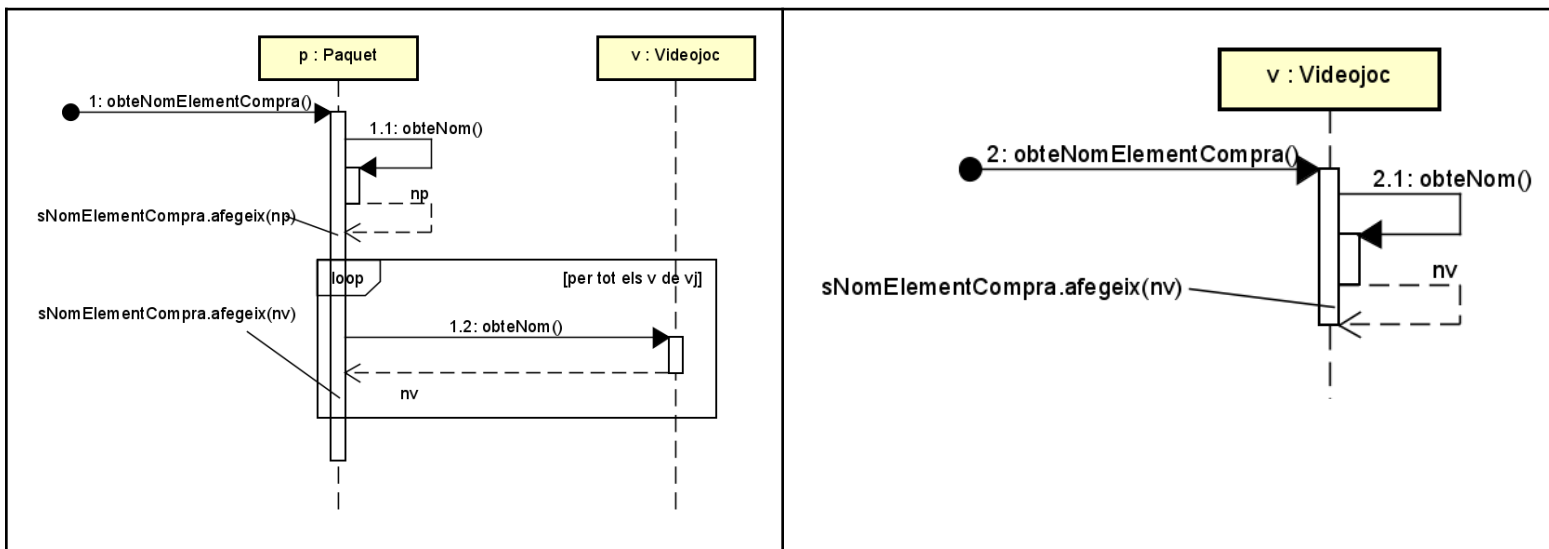 p : Paquet
v : Videojoc
1: obteNomElementCompra()
1.1: obteNom()
np
sNomElementCompra.afegeix(np)
loop
[per tot els v de vj]
sNomElementCompra.afegeix(nv)
1.2: obteNom()
nv
v : Videojoc
2: obteNomElementCompra()
2.1: obteNom()
nv
sNomElementCompra.afegeix(nv)